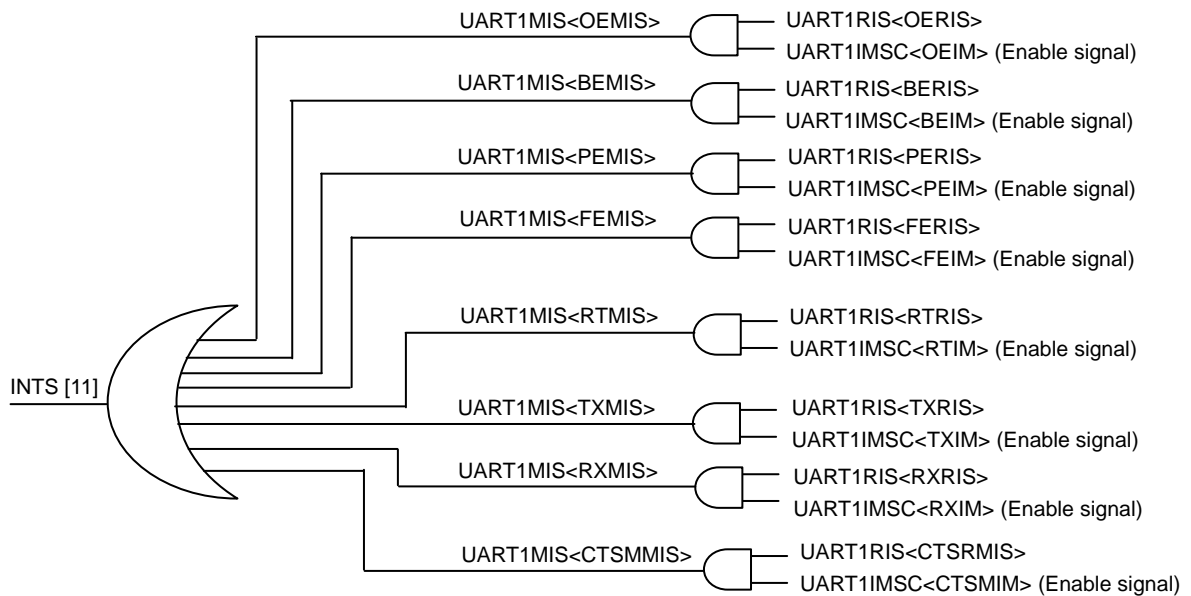 UART1MIS<OEMIS>
UART1RIS<OERIS>
UART1IMSC<OEIM> (Enable signal)
UART1MIS<BEMIS>
UART1RIS<BERIS>
UART1IMSC<BEIM> (Enable signal)
UART1MIS<PEMIS>
UART1RIS<PERIS>
UART1IMSC<PEIM> (Enable signal)
UART1MIS<FEMIS>
UART1RIS<FERIS>
UART1IMSC<FEIM> (Enable signal)
UART1MIS<RTMIS>
UART1RIS<RTRIS>
UART1IMSC<RTIM> (Enable signal)
INTS [11]
UART1MIS<TXMIS>
UART1RIS<TXRIS>
UART1IMSC<TXIM> (Enable signal)
UART1MIS<RXMIS>
UART1RIS<RXRIS>
UART1IMSC<RXIM> (Enable signal)
UART1MIS<CTSMMIS>
UART1RIS<CTSRMIS>
UART1IMSC<CTSMIM> (Enable signal)